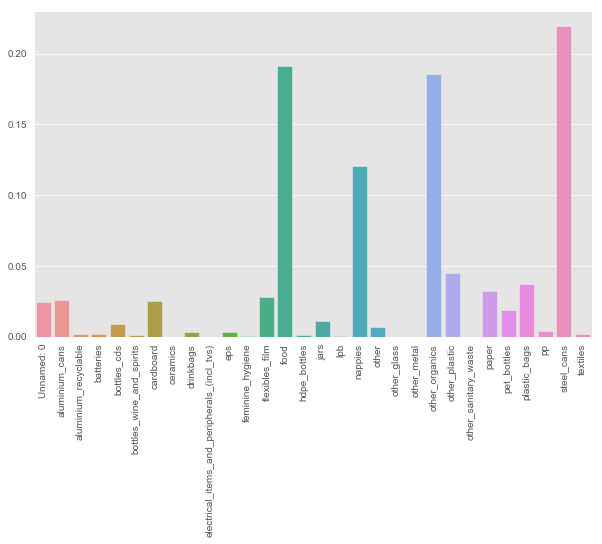 0.20
0.15
0.10
0.05
0.00
Unnamed: 0
aluminium_cans
aluminium_recyclable
batteries
bottles_cds
bottles_wine_and_spirits
cardboard
ceramics
drinkbags
electrical_items_and_peripherals_(incl_tvs)
eps
feminine_hygiene
flexibles_film
food
hdpe_bottles
jars
lpb
nappies
other
other_glass
other_metal
other_organics
other_plastic
other_sanitary_waste
paper
pet_bottles
plastic_bags
pp
steel_cans
textiles